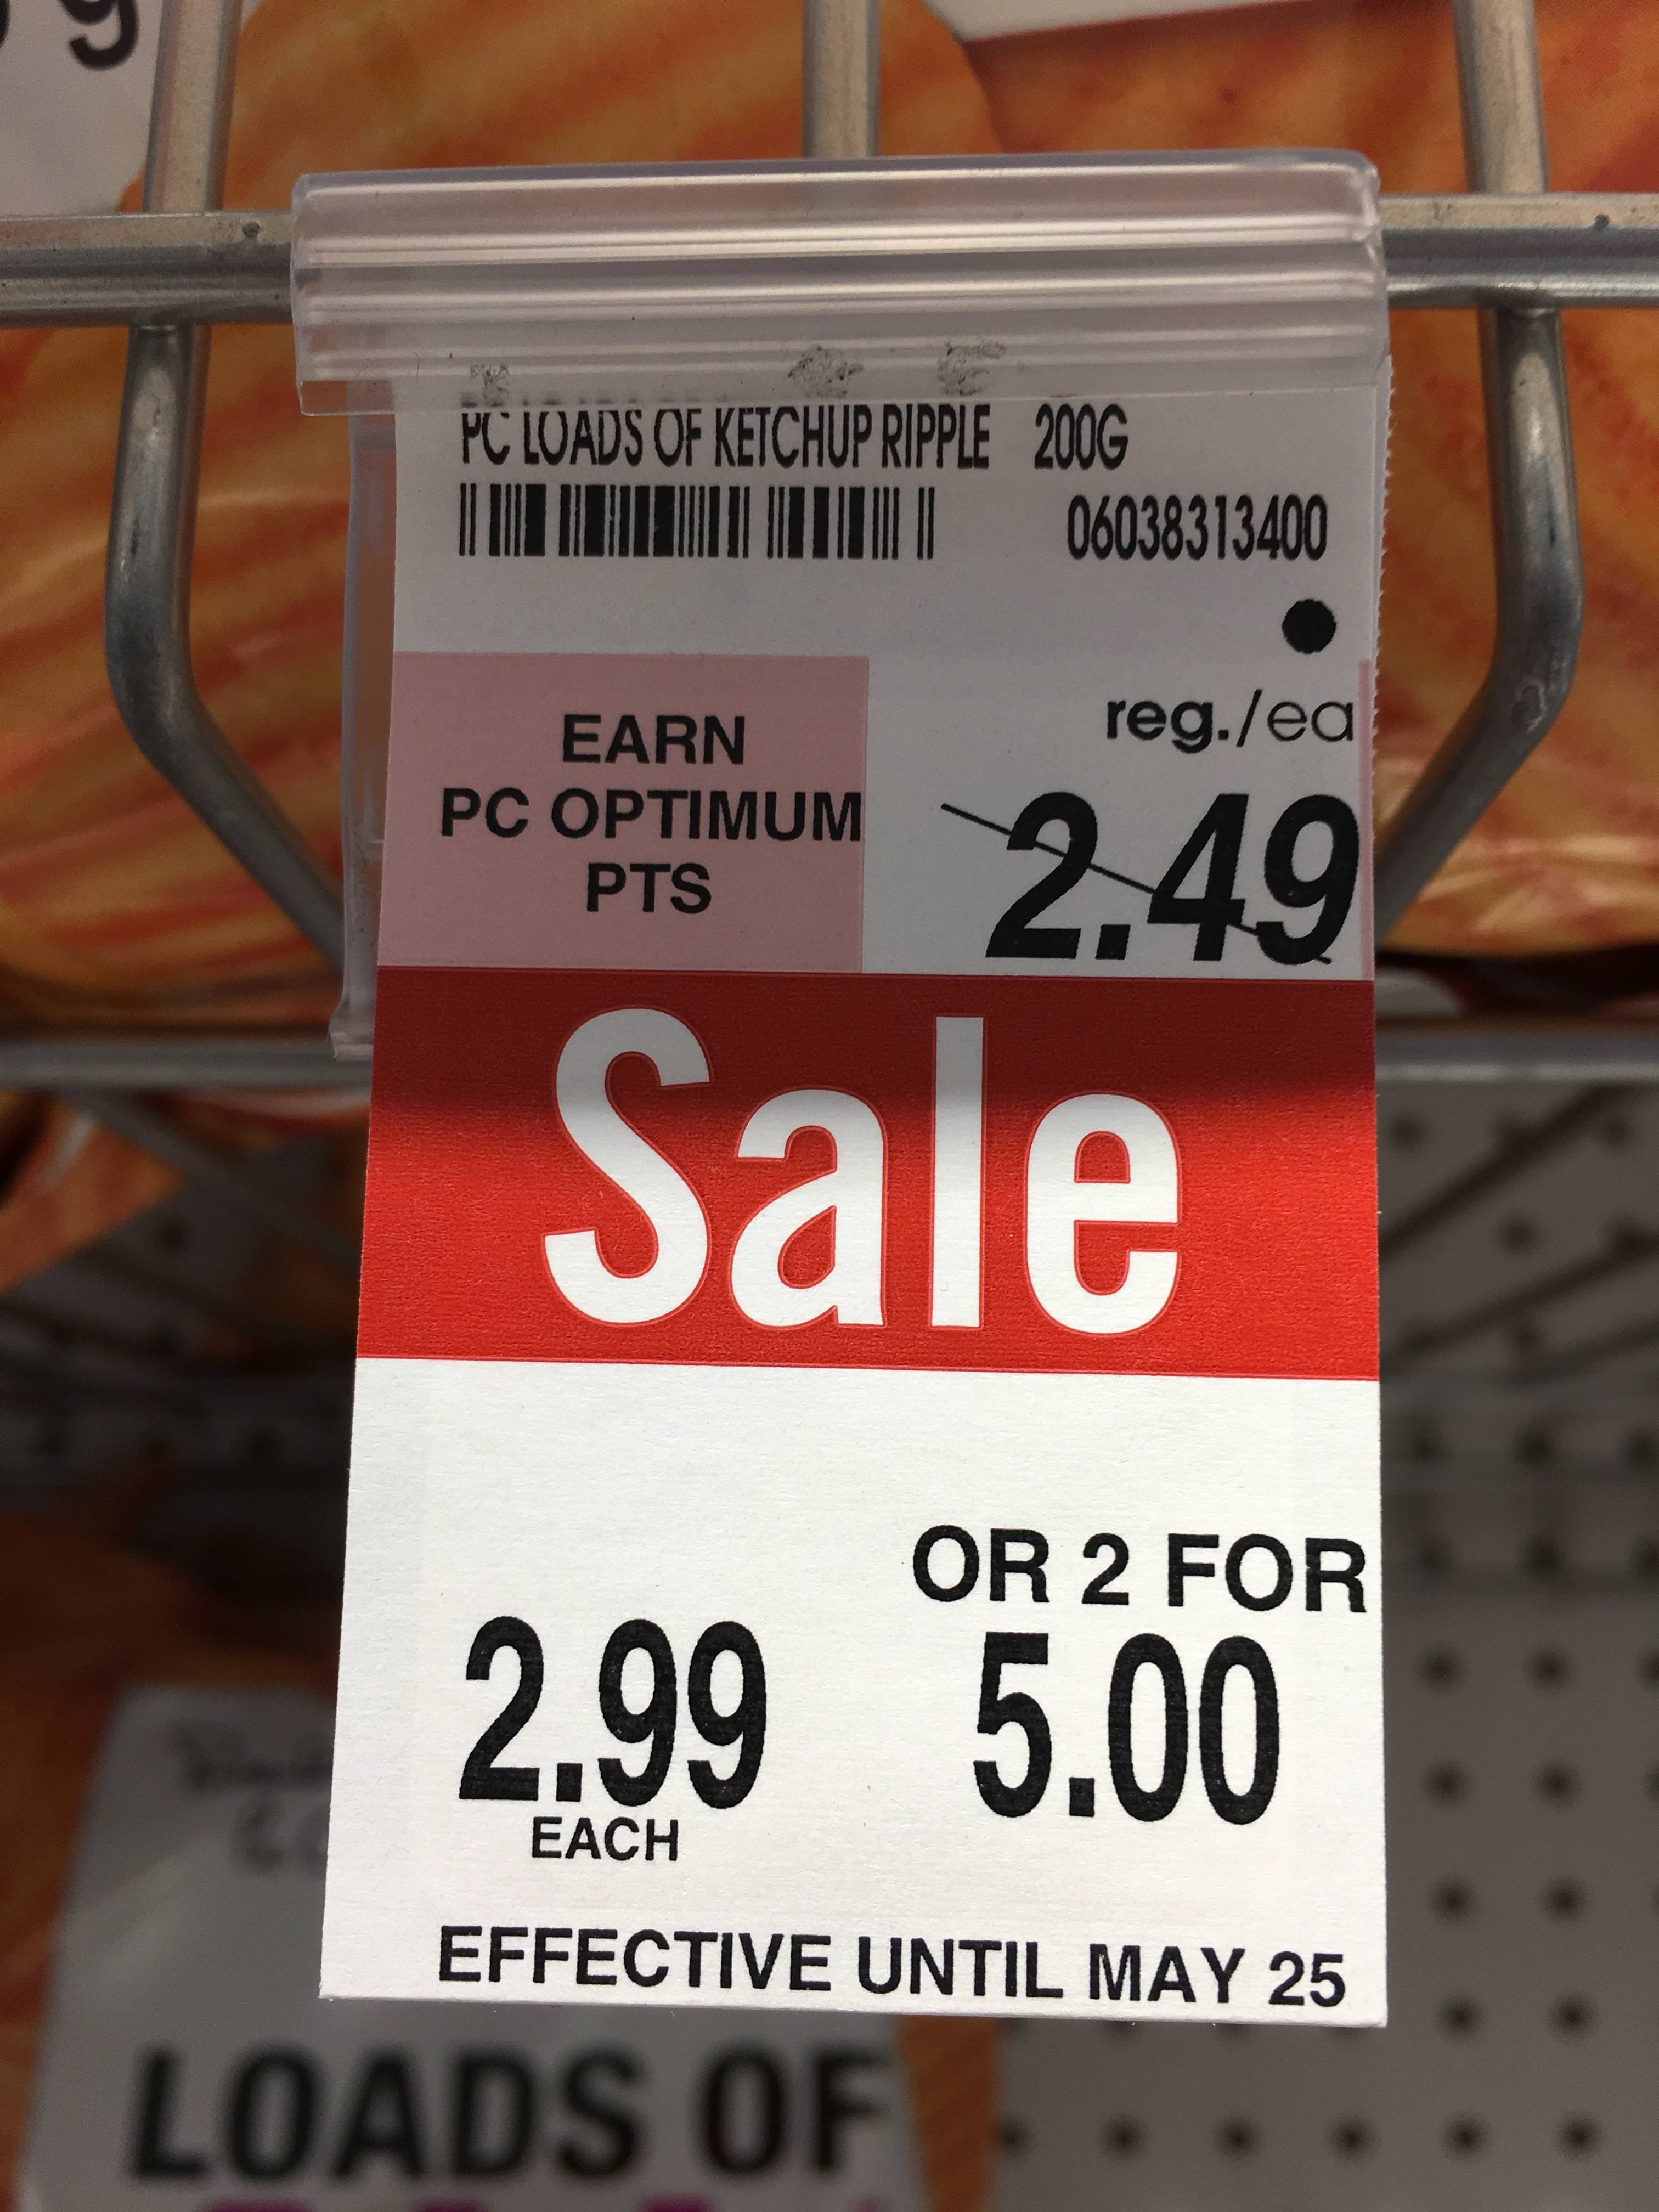 PC LOADS OF KETCHUP RIPPLE 200G
06038313400
reg./ea
EARN
PC OPTIMUM
PTS
2.49
Sale
OR 2 FOR
2.99
5.00
EACH
EFFECTIVE UNTIL MAY 25
LOADS OF